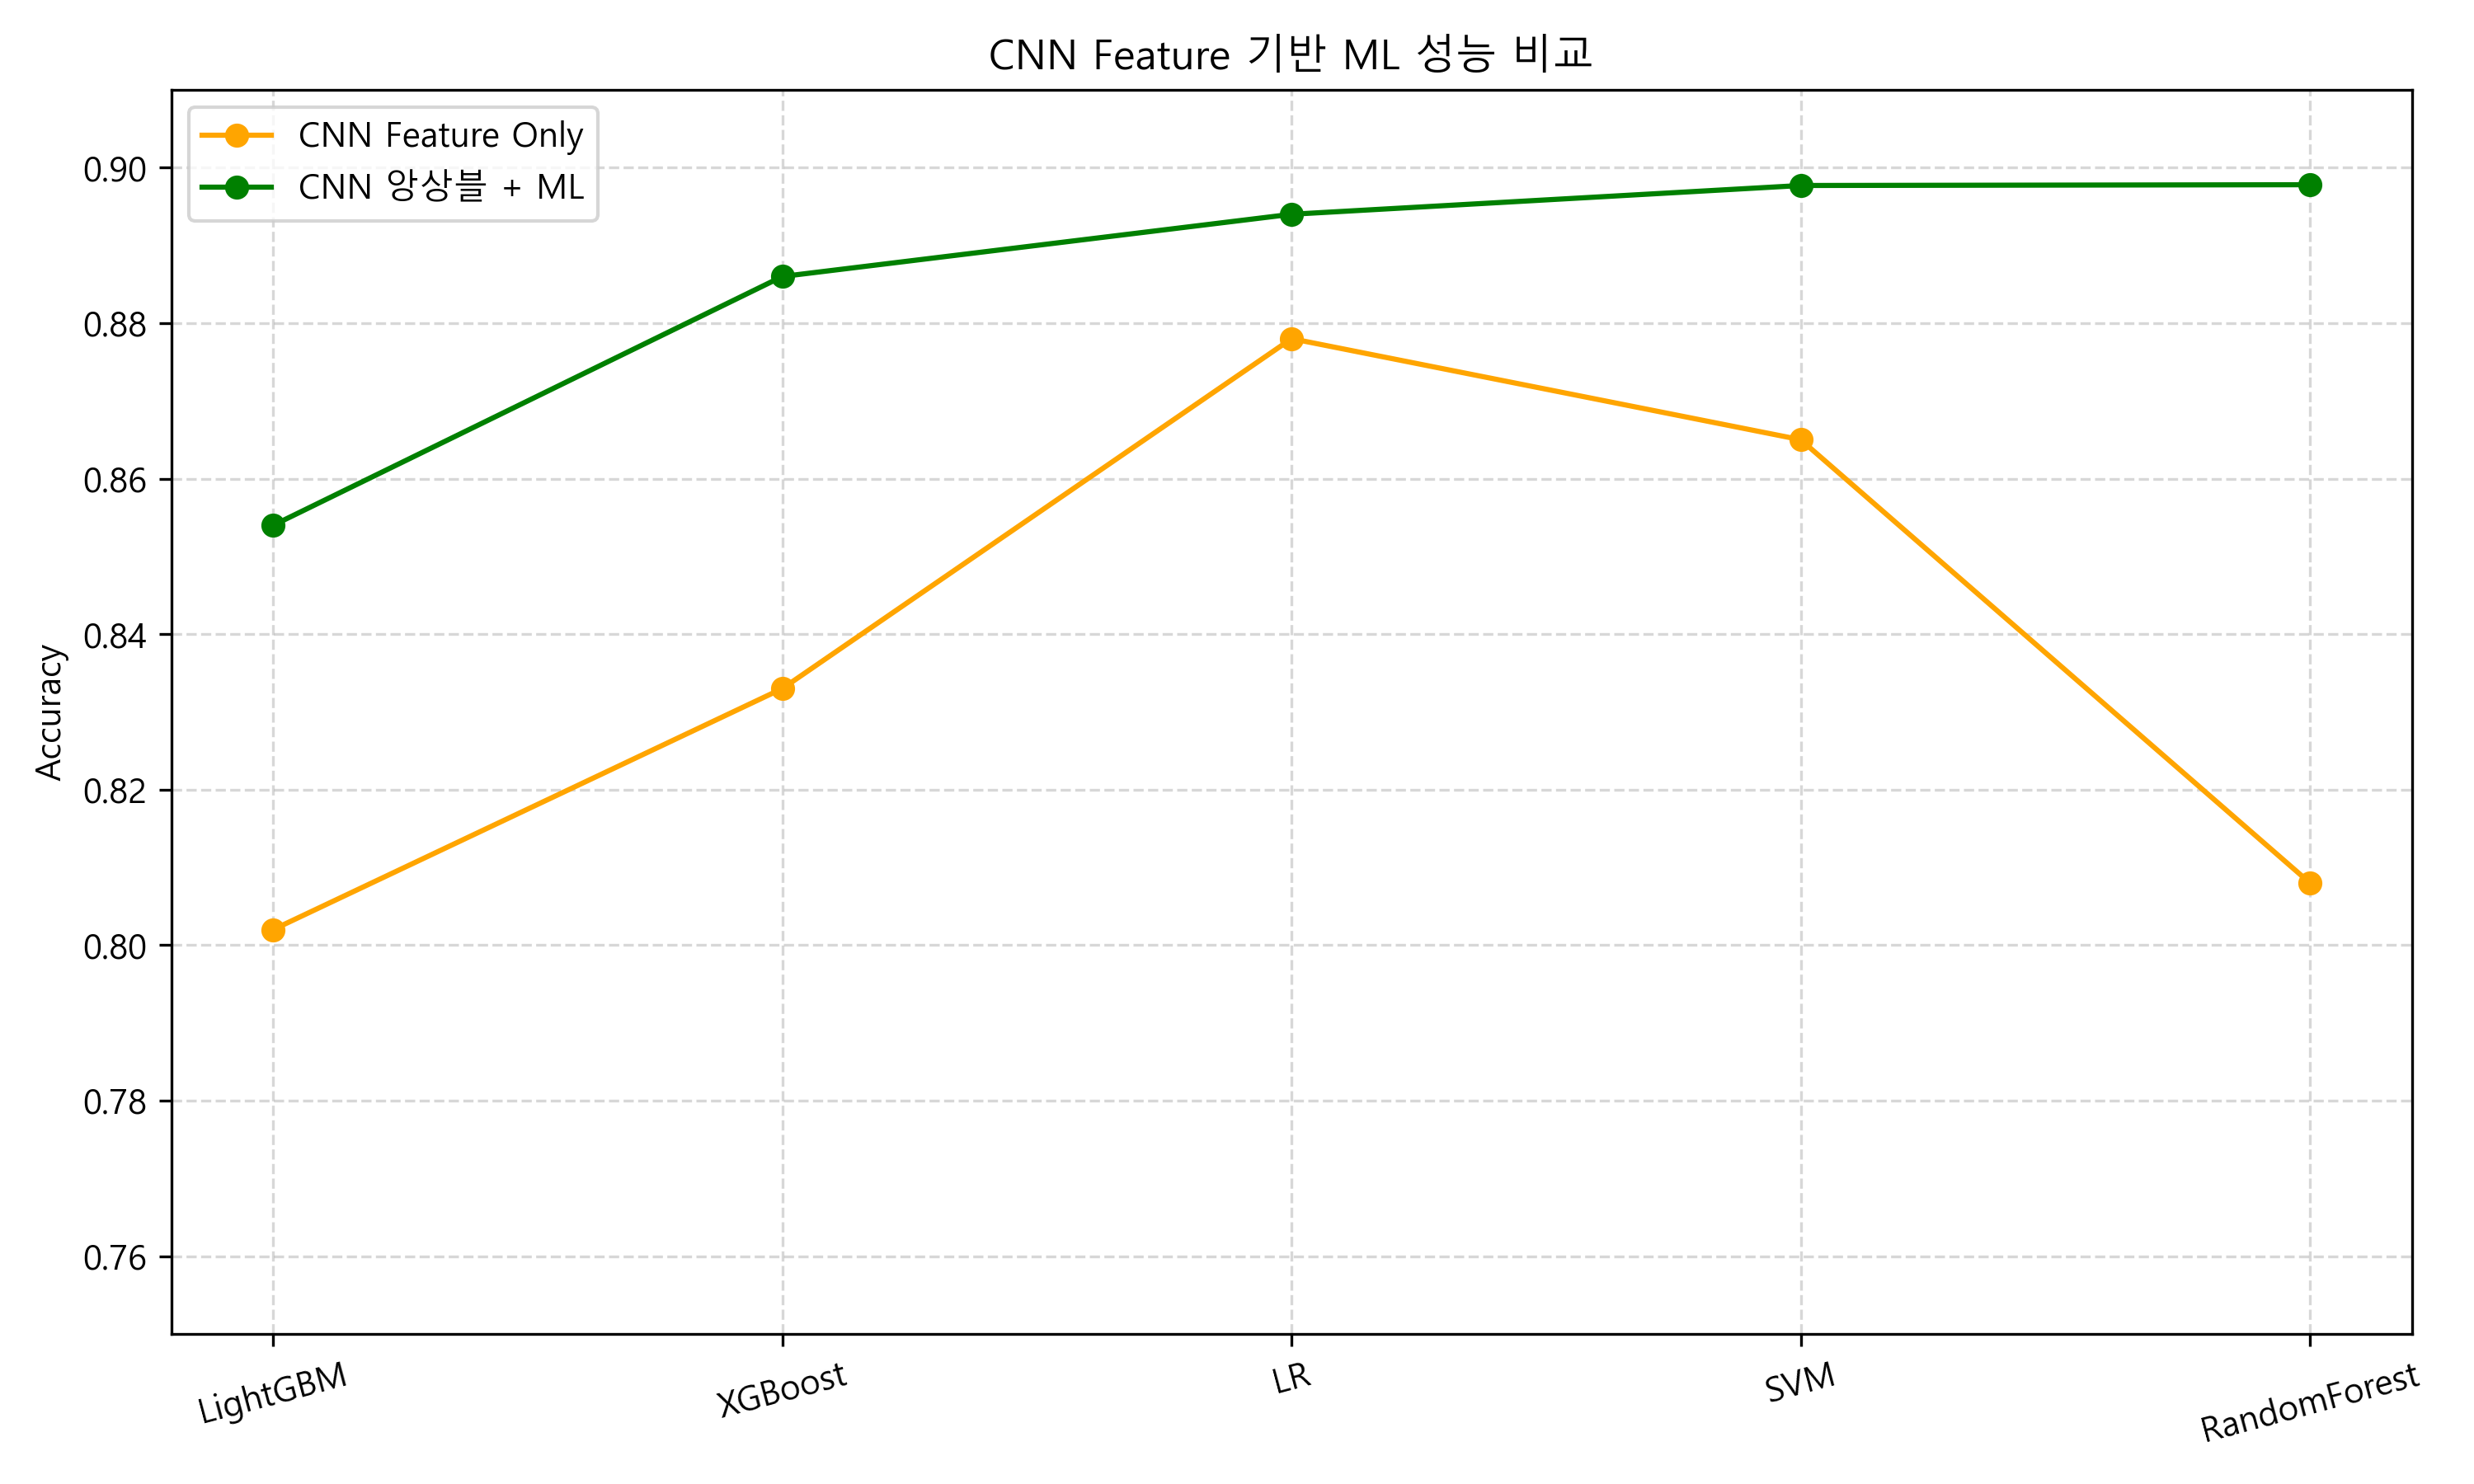 CNN Feature 기반 ML 성능 비교
CNN Feature Only
CNN 앙상블 + ML
0.90
0.88
0.86
0.84
0.82
0.80
0.78
0.76
Accuracy
LightGBM
XGBoost
LR
SVM
RandomForest